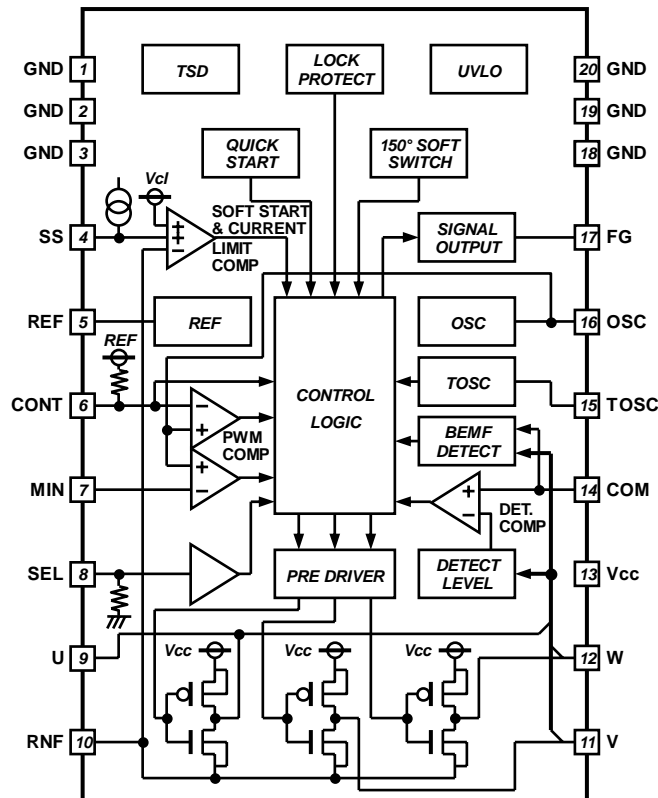 GND 1
TSD
LOCK
PROTECT
UVLO
20 GND
GND 2
19 GND
GND 3
QUICK
START
150° SOFT
SWITCH
18 GND
Vcl
SS 4
+
+
−
SOFT START
& CURRENT
LIMIT
COMP
SIGNAL
OUTPUT
17 FG
REF 5
REF
OSC
16 OSC
REF
CONT 6
−
+
PWM
COMP
CONTROL
LOGIC
TOSC
15 TOSC
BEMF
DETECT
MIN 7
+
−
+
−
DET.
COMP
14 COM
SEL 8
PRE DRIVER
DETECT
LEVEL
13 Vcc
U 9
Vcc
Vcc
Vcc
12 W
RNF 10
11 V